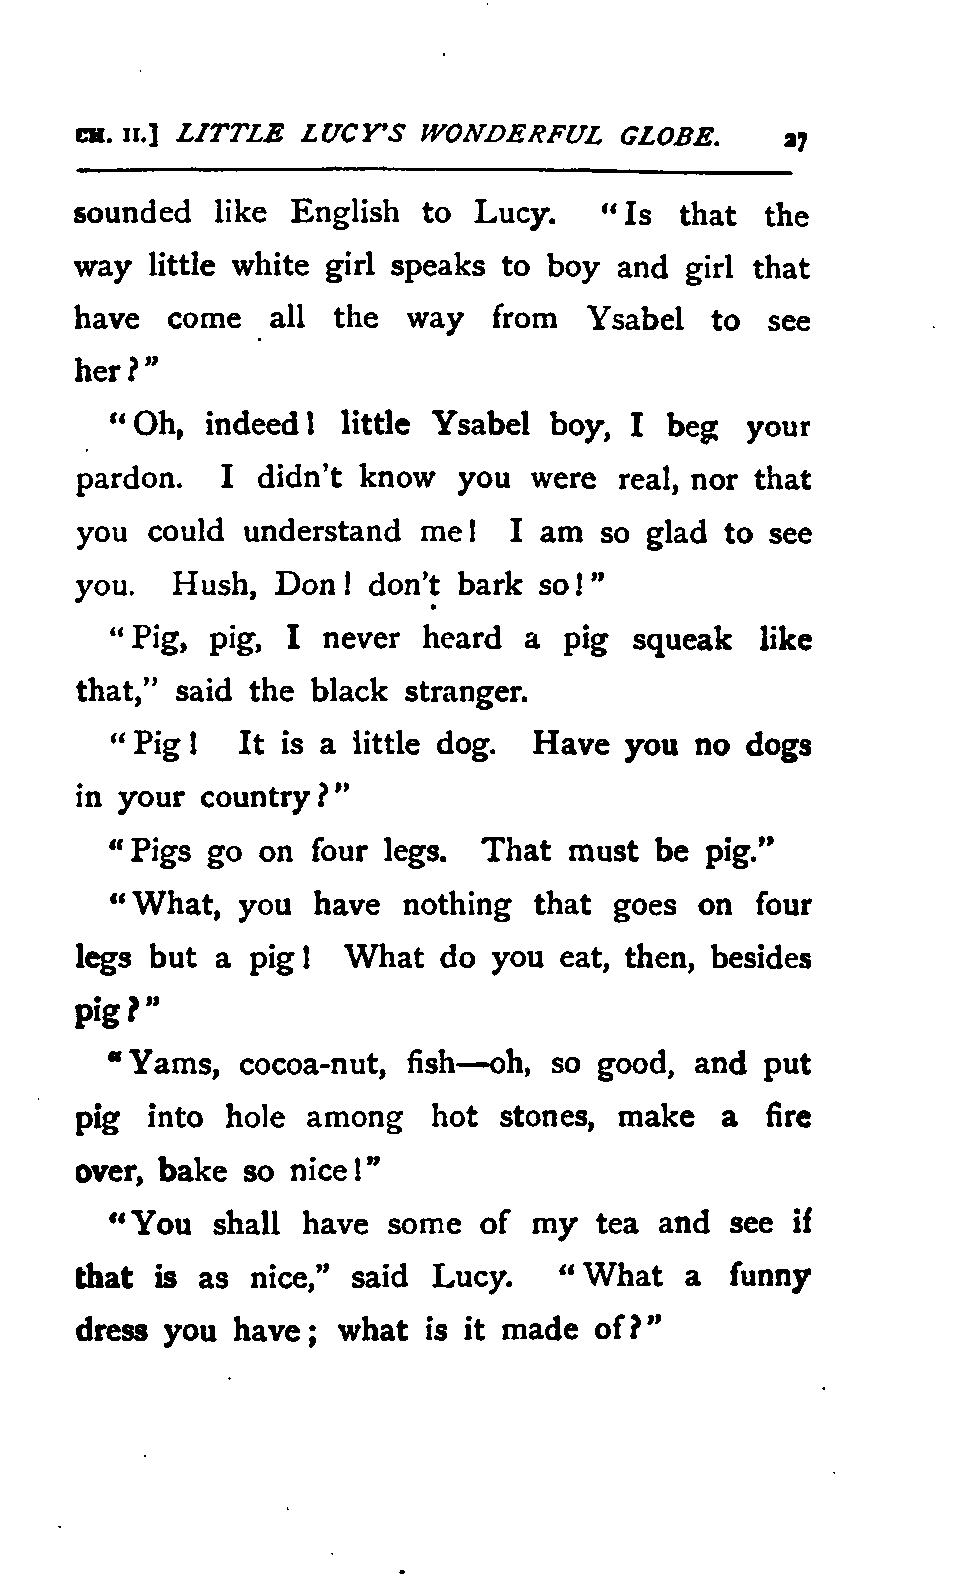 CH. II.] LITTLE LUCY'S WONDERFUL GLOBE. 27
sounded like English to Lucy. "Is that the
way little white girl speaks to boy and girl that
have come all the way from Ysabel to see
her?"
"Oh, indeed! little Ysabel boy, I beg your
pardon. I didn't know you were real, nor that
you could understand me! I am so glad to see
you. Hush, Don! don't bark so!"
"Pig, pig, I never heard a pig squeak like
that," said the black stranger.
"Pig! It is a little dog. Have you no dogs
in your country?"
"Pigs go on four legs. That must be pig."
"What, you have nothing that goes on four
legs but a pig! What do you eat, then, besides
pig?"
"Yams, cocoa-nut, fish—oh, so good, and put
pig into hole among hot stones, make a fire
over, bake so nice!"
"You shall have some of my tea and see if
that is as nice," said Lucy. "What a funny
dress you have; what is it made of?"